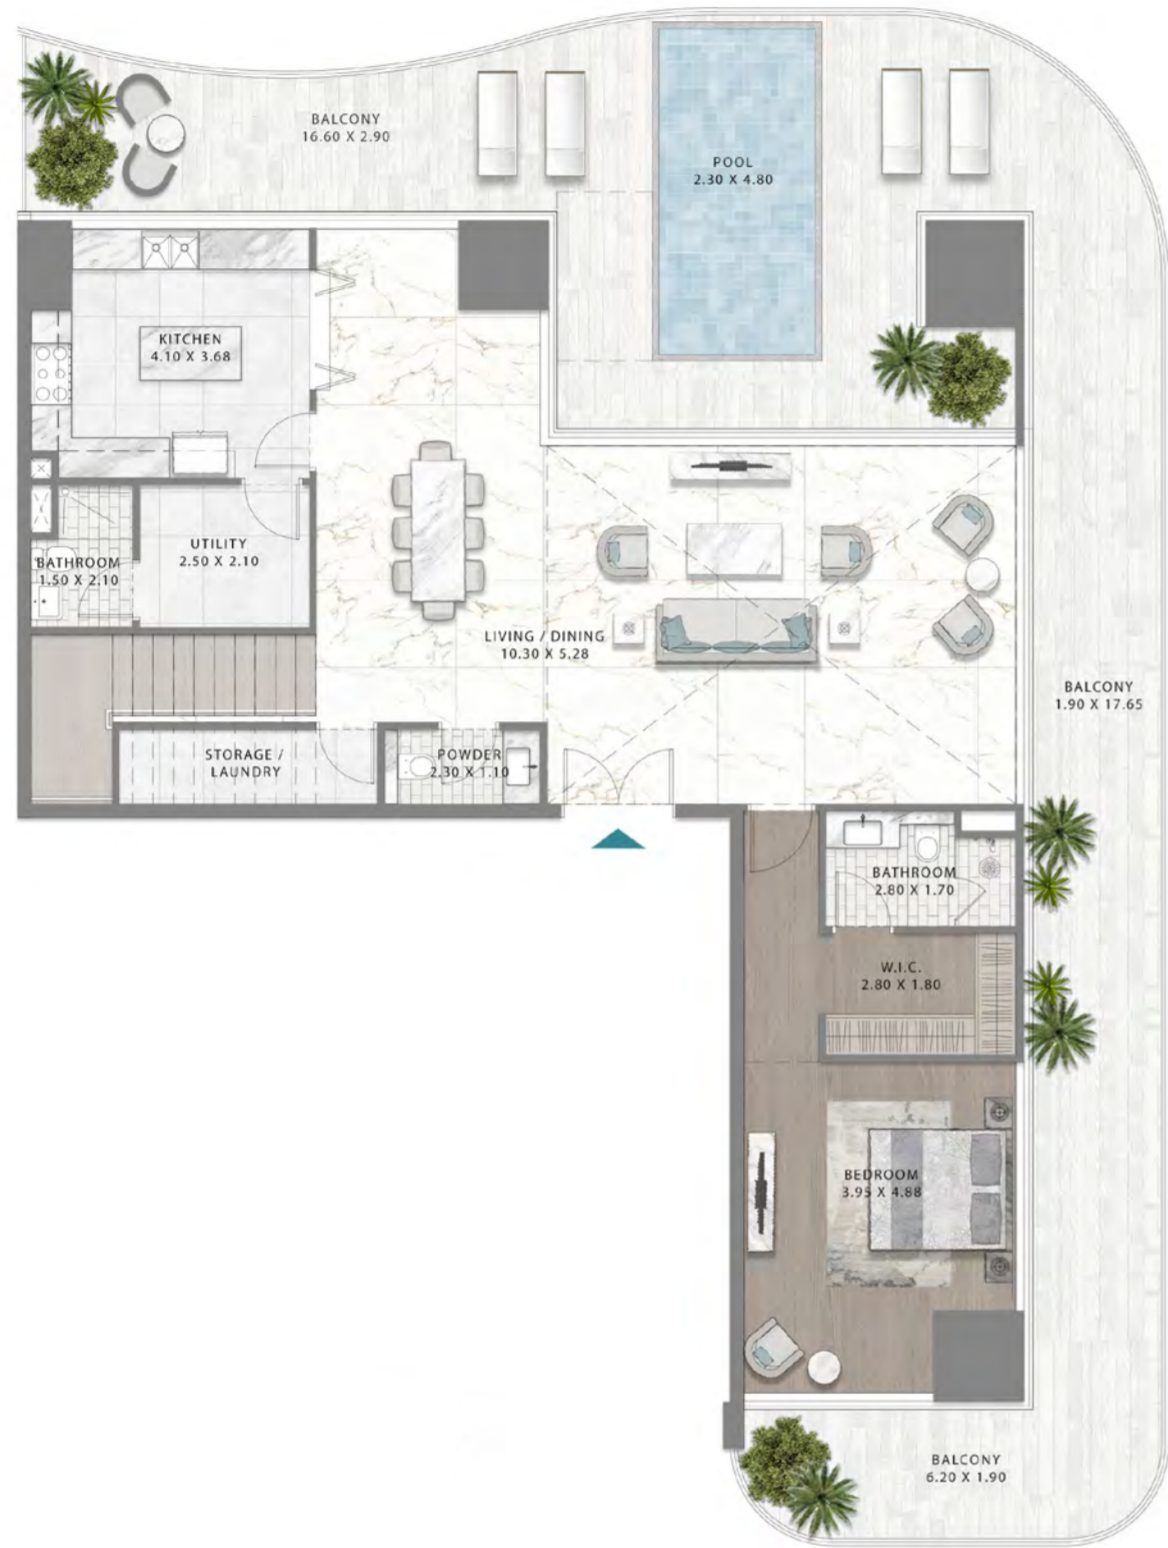 BALCONY
16.60 X 2.90
POOL
2.30 X 4.80
KITCHEN
4.10 X 3.68
UTILITY
2.50 X 2.10
BATHROOM
1.50 X 2.10
LIVING / DINING
10.30 X 5.28
BALCONY
1.90 X 17.65
STORAGE /
LAUNDRY
POWDER
2.30 X 1.10
BATHROOM
2.80 X 1.70
W.I.C.
2.80 X 1.80
BEDROOM
3.95 X 4.88
BALCONY
6.20 X 1.90